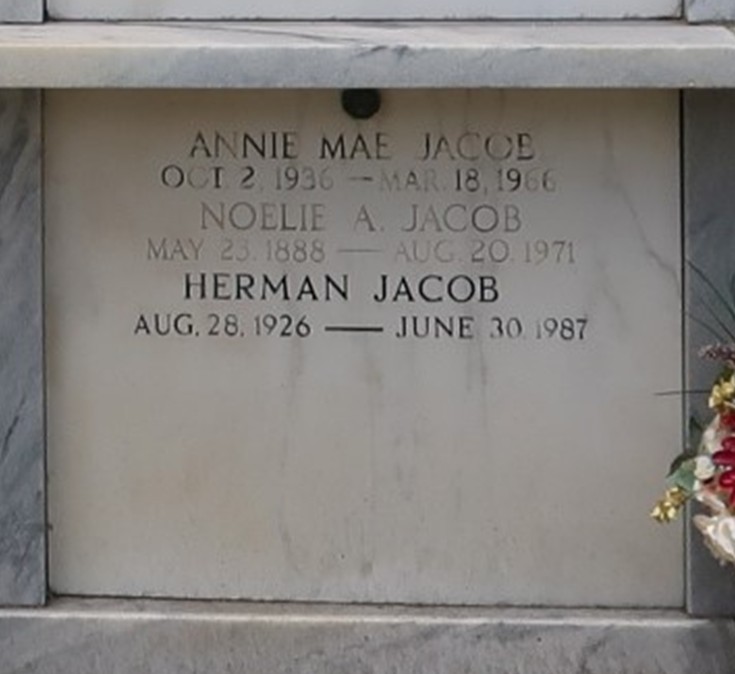 ANNIE MAE JACOB
OCT. 2, 1936 — MAR. 18, 1966
NOELIE A. JACOB
MAY 23, 1888 — AUG. 20, 1971
HERMAN JACOB
AUG. 28, 1926 — JUNE 30, 1987